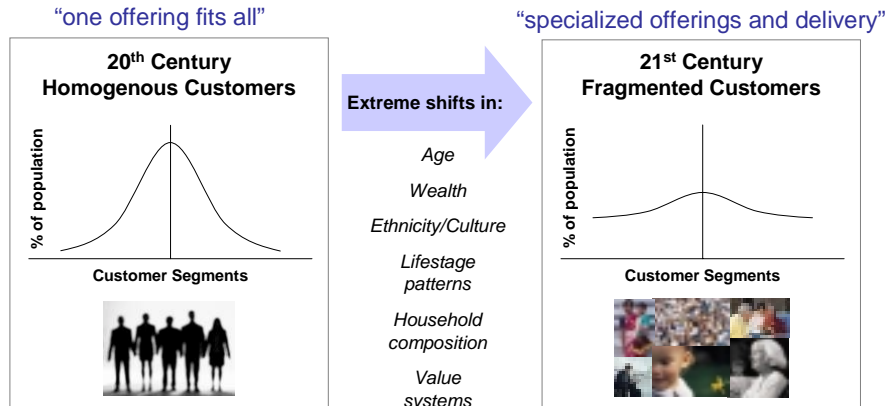 “one offering fits all”
“specialized offerings and delivery”
20th Century
Homogenous Customers
% of population
Customer Segments
Extreme shifts in:
Age
Wealth
Ethnicity/Culture
Lifestage
patterns
Household
composition
Value
systems
21st Century
Fragmented Customers
% of population
Customer Segments